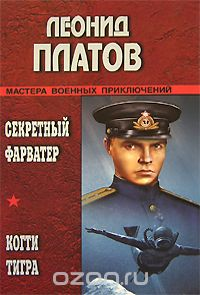 ЛЕОНИД
ПЛАТОВ
МАСТЕРА ВОЕННЫХ ПРИКЛЮЧЕНИЙ
СЕКРЕТНЫЙ
ФАРВАТЕР
КОГТИ
ТИГРА
ozon.ru